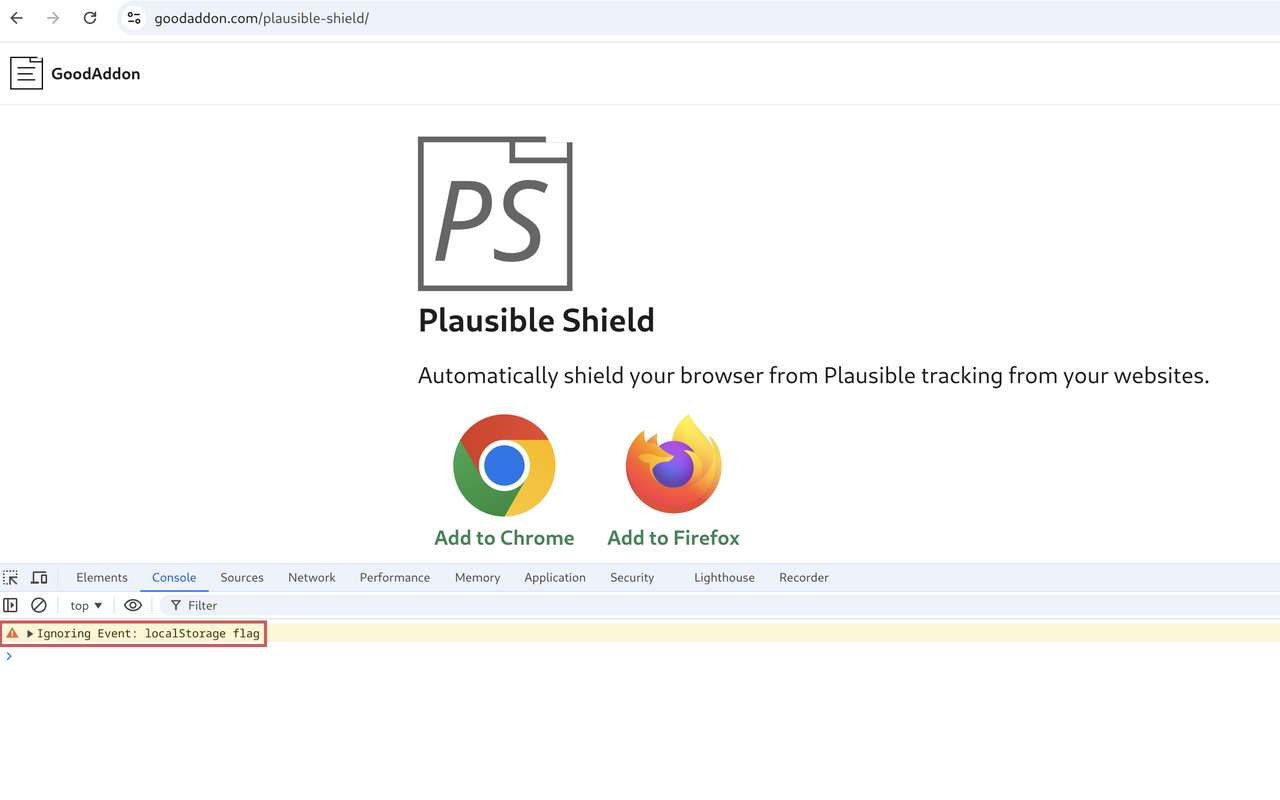 goodaddon.com/plausible-shield/
GoodAddon
PS
Plausible Shield
Automatically shield your browser from Plausible tracking from your websites.
Add to Chrome Add to Firefox
Elements Console Sources Network Performance Memory Application Security Lighthouse Recorder
top Filter
Ignoring Event: localStorage flag